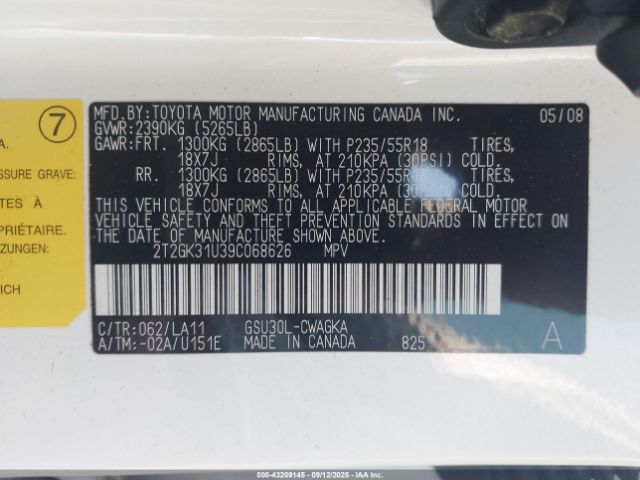 7
A.
SSURE GRAVE:
TES À
PRIÉTAIRE.
ZUNGEN:
ICH
MFD.BY:TOYOTA MOTOR MANUFACTURING CANADA INC. 05/08
GVWR:2390KG (5265LB)
GAWR:FRT. 1300KG (2865LB) WITH P235/55R18 TIRES,
18X7J RIMS, AT 210KPA (30PSI) COLD.
RR. 1300KG (2865LB) WITH P235/55R18 TIRES,
18X7J RIMS, AT 210KPA (30PSI) COLD.
THIS VEHICLE CONFORMS TO ALL APPLICABLE FEDERAL MOTOR
VEHICLE SAFETY AND THEFT PREVENTION STANDARDS IN EFFECT ON
THE DATE OF MANUFACTURE SHOWN ABOVE.
2T2GK31U39C068626 MPV
C/TR:062/LA11 GSU30L-CWAGKA
A/TM:-02A/U151E MADE IN CANADA 825
A
000-43209145 - 09/12/2025 - COPYRIGHT IAA, LLC.